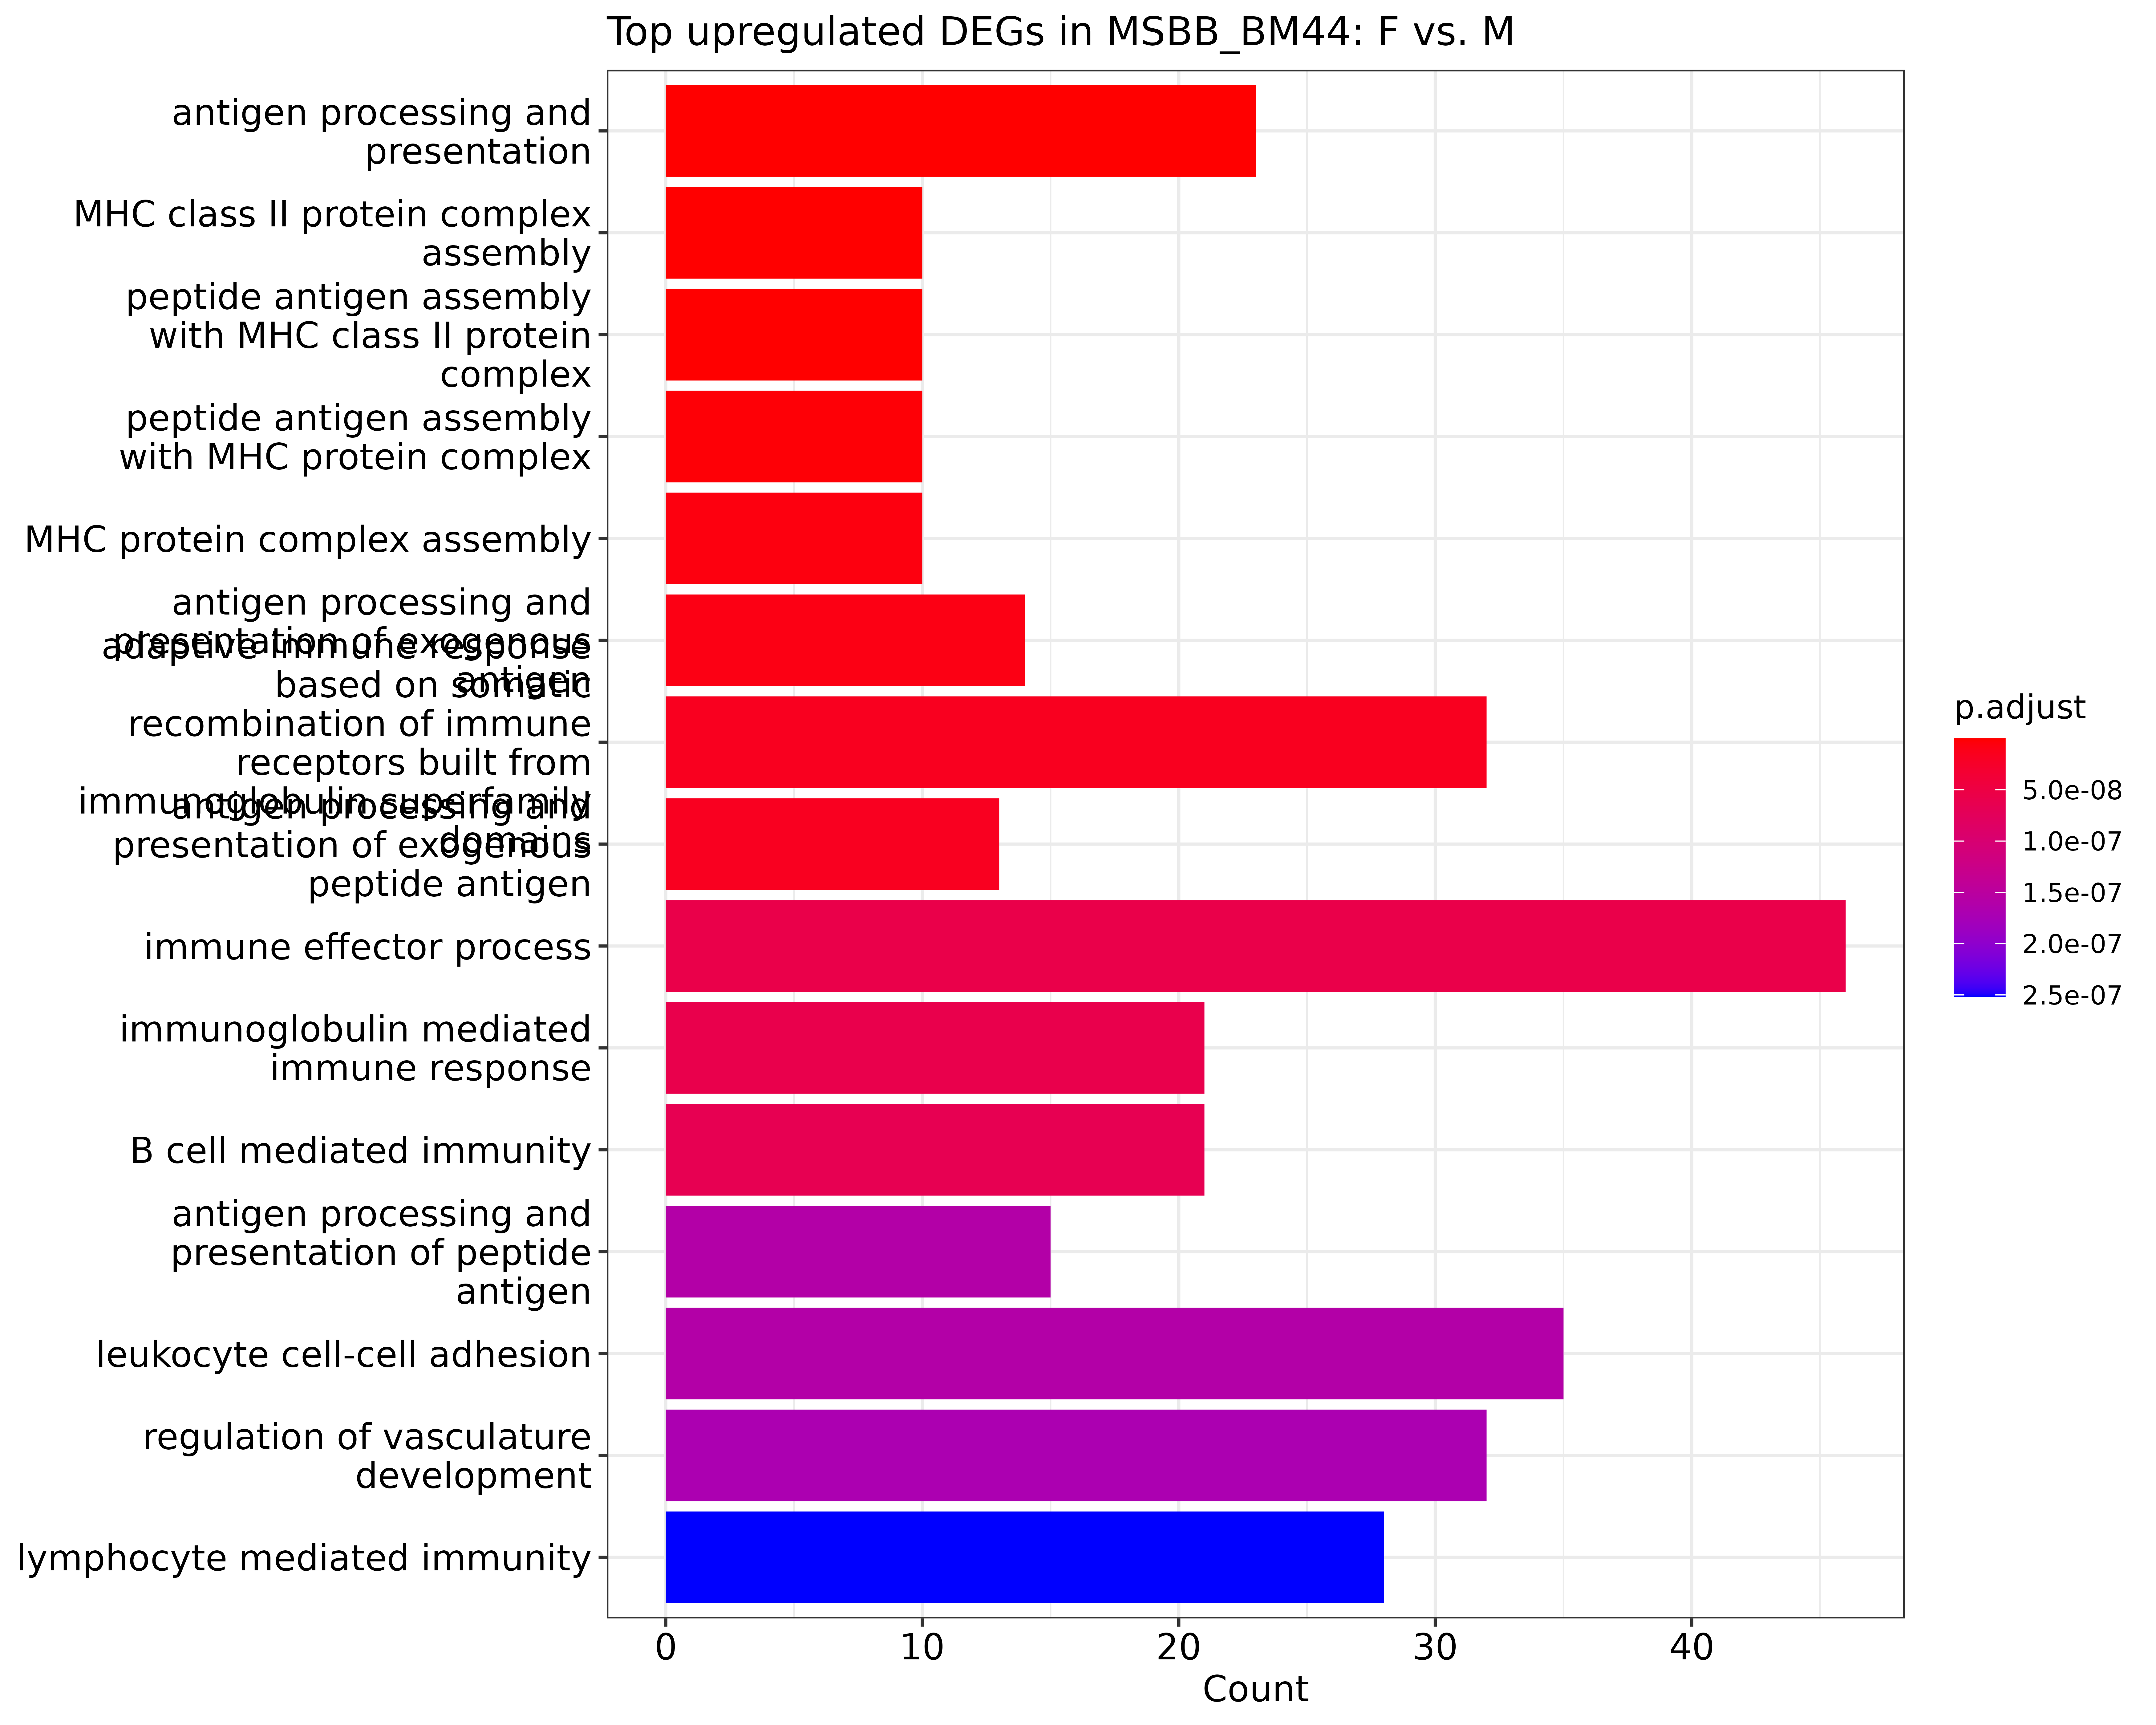 Top upregulated DEGs in MSBB_BM44: F vs. M
antigen processing and
presentation
MHC class II protein complex
assembly
peptide antigen assembly
with MHC class II protein
complex
peptide antigen assembly
with MHC protein complex
MHC protein complex assembly
antigen processing and
presentation of exogenous
antigen
adaptive immune response
based on somatic
recombination of immune
receptors built from
immunoglobulin superfamily
domains
antigen processing and
presentation of exogenous
peptide antigen
immune effector process
immunoglobulin mediated
immune response
B cell mediated immunity
antigen processing and
presentation of peptide
antigen
leukocyte cell-cell adhesion
regulation of vasculature
development
lymphocyte mediated immunity
0 10 20 30 40
Count
p.adjust
5.0e-08
1.0e-07
1.5e-07
2.0e-07
2.5e-07